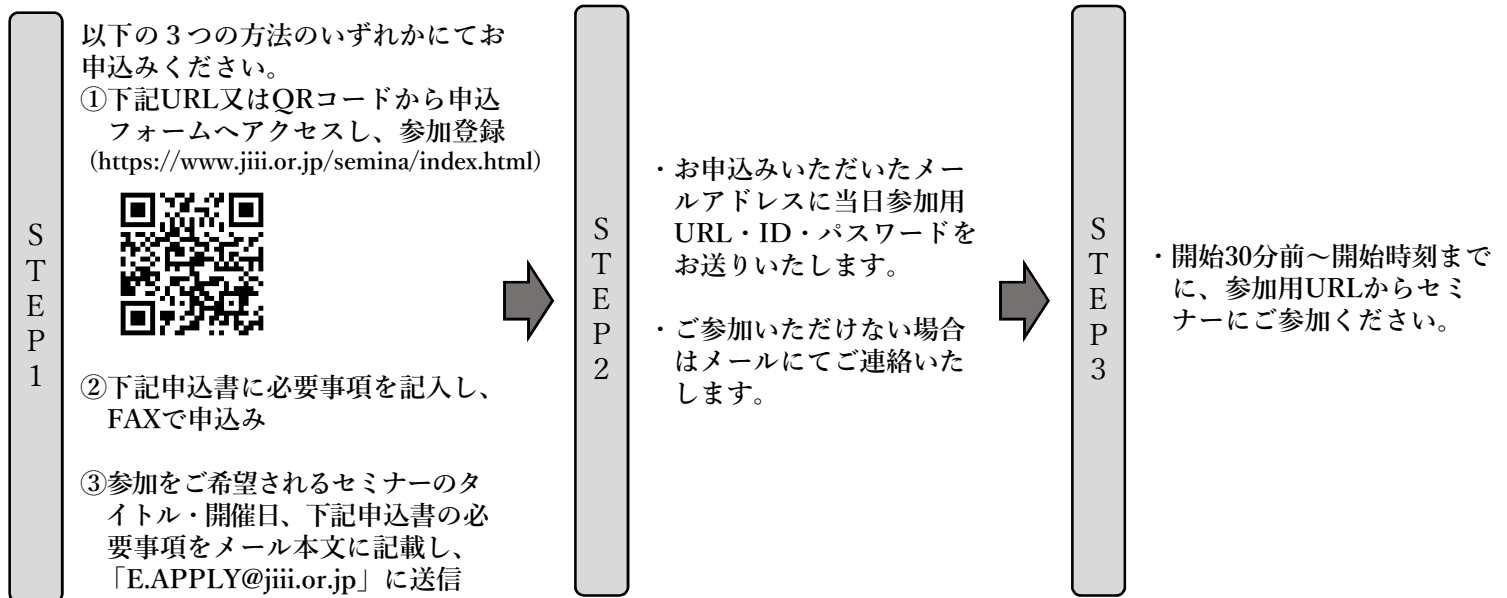 STEP1
以下の３つの方法のいずれかにてお
申込みください。
①下記URL又はQRコードから申込
フォームへアクセスし、参加登録
（https://www.jiii.or.jp/semina/index.html）
②下記申込書に必要事項を記入し、
FAXで申込み
③参加をご希望されるセミナーのタ
イトル・開催日、下記申込書の必
要事項をメール本文に記載し、
「E.APPLY@jiii.or.jp」に送信
STEP2
・お申込みいただいたメー
ルアドレスに当日参加用
URL・ID・パスワードを
お送りいたします。
・ご参加いただけない場合
はメールにてご連絡いた
します。
STEP3
・開始30分前～開始時刻まで
に、参加用URLからセミ
ナーにご参加ください。